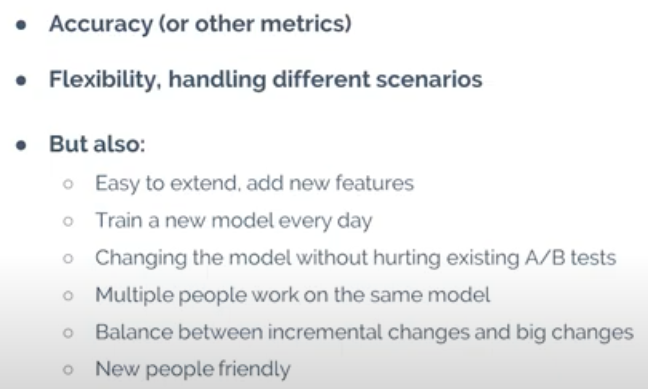 ● Accuracy (or other metrics)
● Flexibility, handling different scenarios
● But also:
○ Easy to extend, add new features
○ Train a new model every day
○ Changing the model without hurting existing A/B tests
○ Multiple people work on the same model
○ Balance between incremental changes and big changes
○ New people friendly